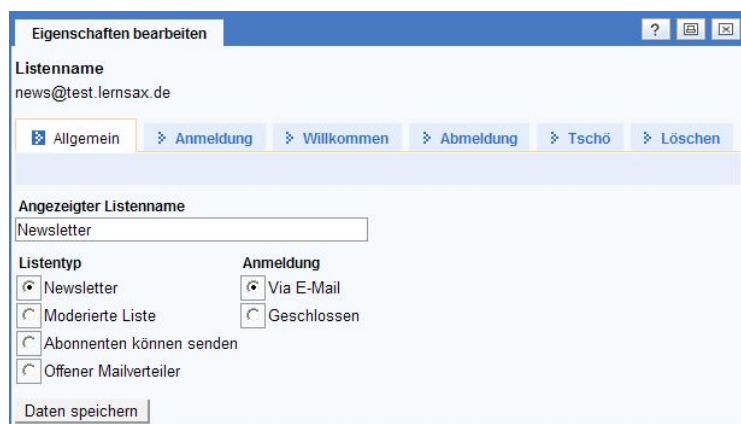 Eigenschaften bearbeiten ?
Listenname
news@test.lernsax.de
Allgemein Anmeldung Willkommen Abmeldung Tschö Löschen
Angezeigter Listenname
Newsletter
Listentyp Anmeldung
Newsletter Via E-Mail
Moderierte Liste Geschlossen
Abonnenten können senden
Offener Mailverteiler
Daten speichern